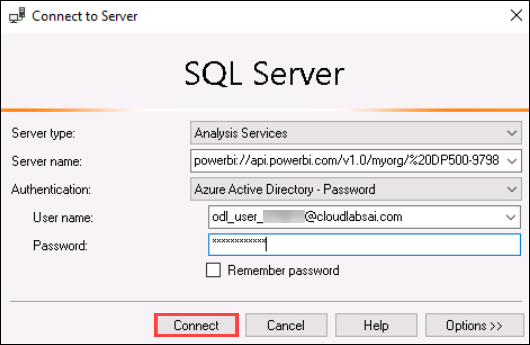 Connect to Server
SQL Server
Server type: Analysis Services
Server name: powerbi://api.powerbi.com/v1.0/myorg/%20DP500-9798
Authentication: Azure Active Directory - Password
User name: odl_user_ @cloudlabsai.com
Password: ************
Remember password
Connect Cancel Help Options >>